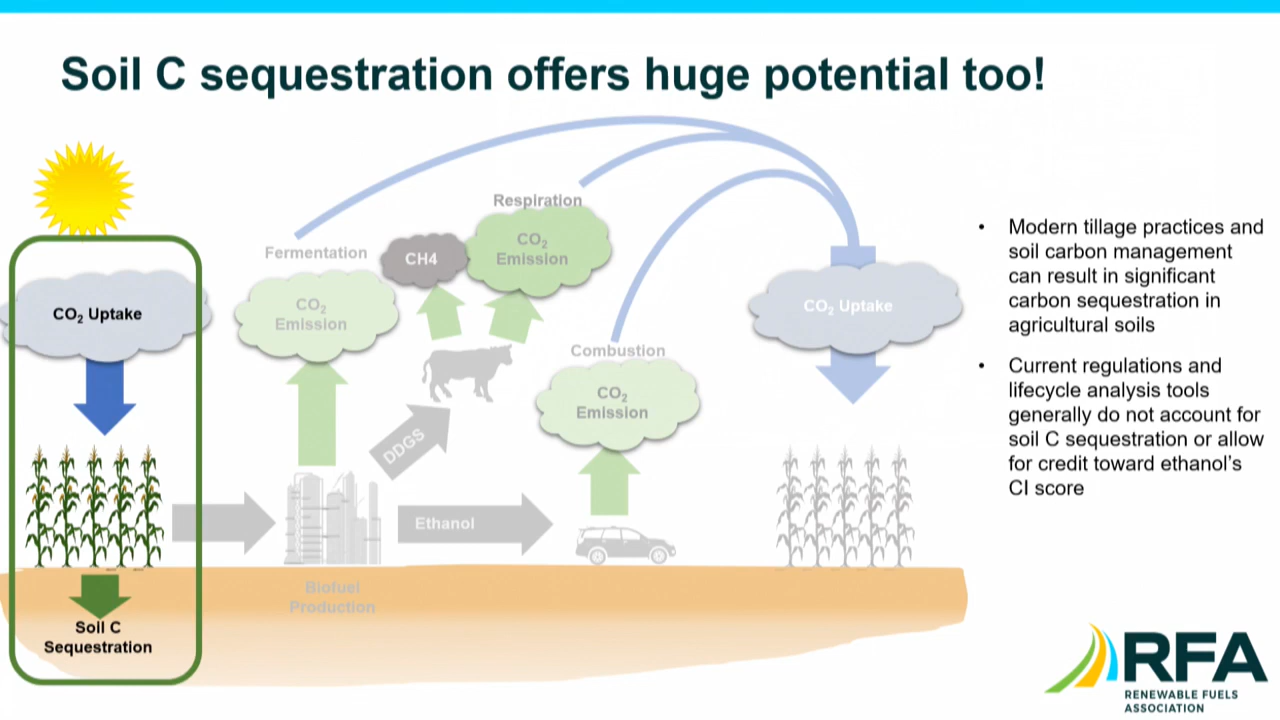 Soil C sequestration offers huge potential too!
Respiration
Fermentation
CH4
CO₂
Emission
CO₂ Uptake
CO₂
Emission
CO₂ Uptake
Combustion
CO₂
Emission
DDGS
Ethanol
Biofuel
Production
Soil C
Sequestration
• Modern tillage practices and
soil carbon management
can result in significant
carbon sequestration in
agricultural soils
• Current regulations and
lifecycle analysis tools
generally do not account for
soil C sequestration or allow
for credit toward ethanol's
CI score
RFA
RENEWABLE FUELS
ASSOCIATION